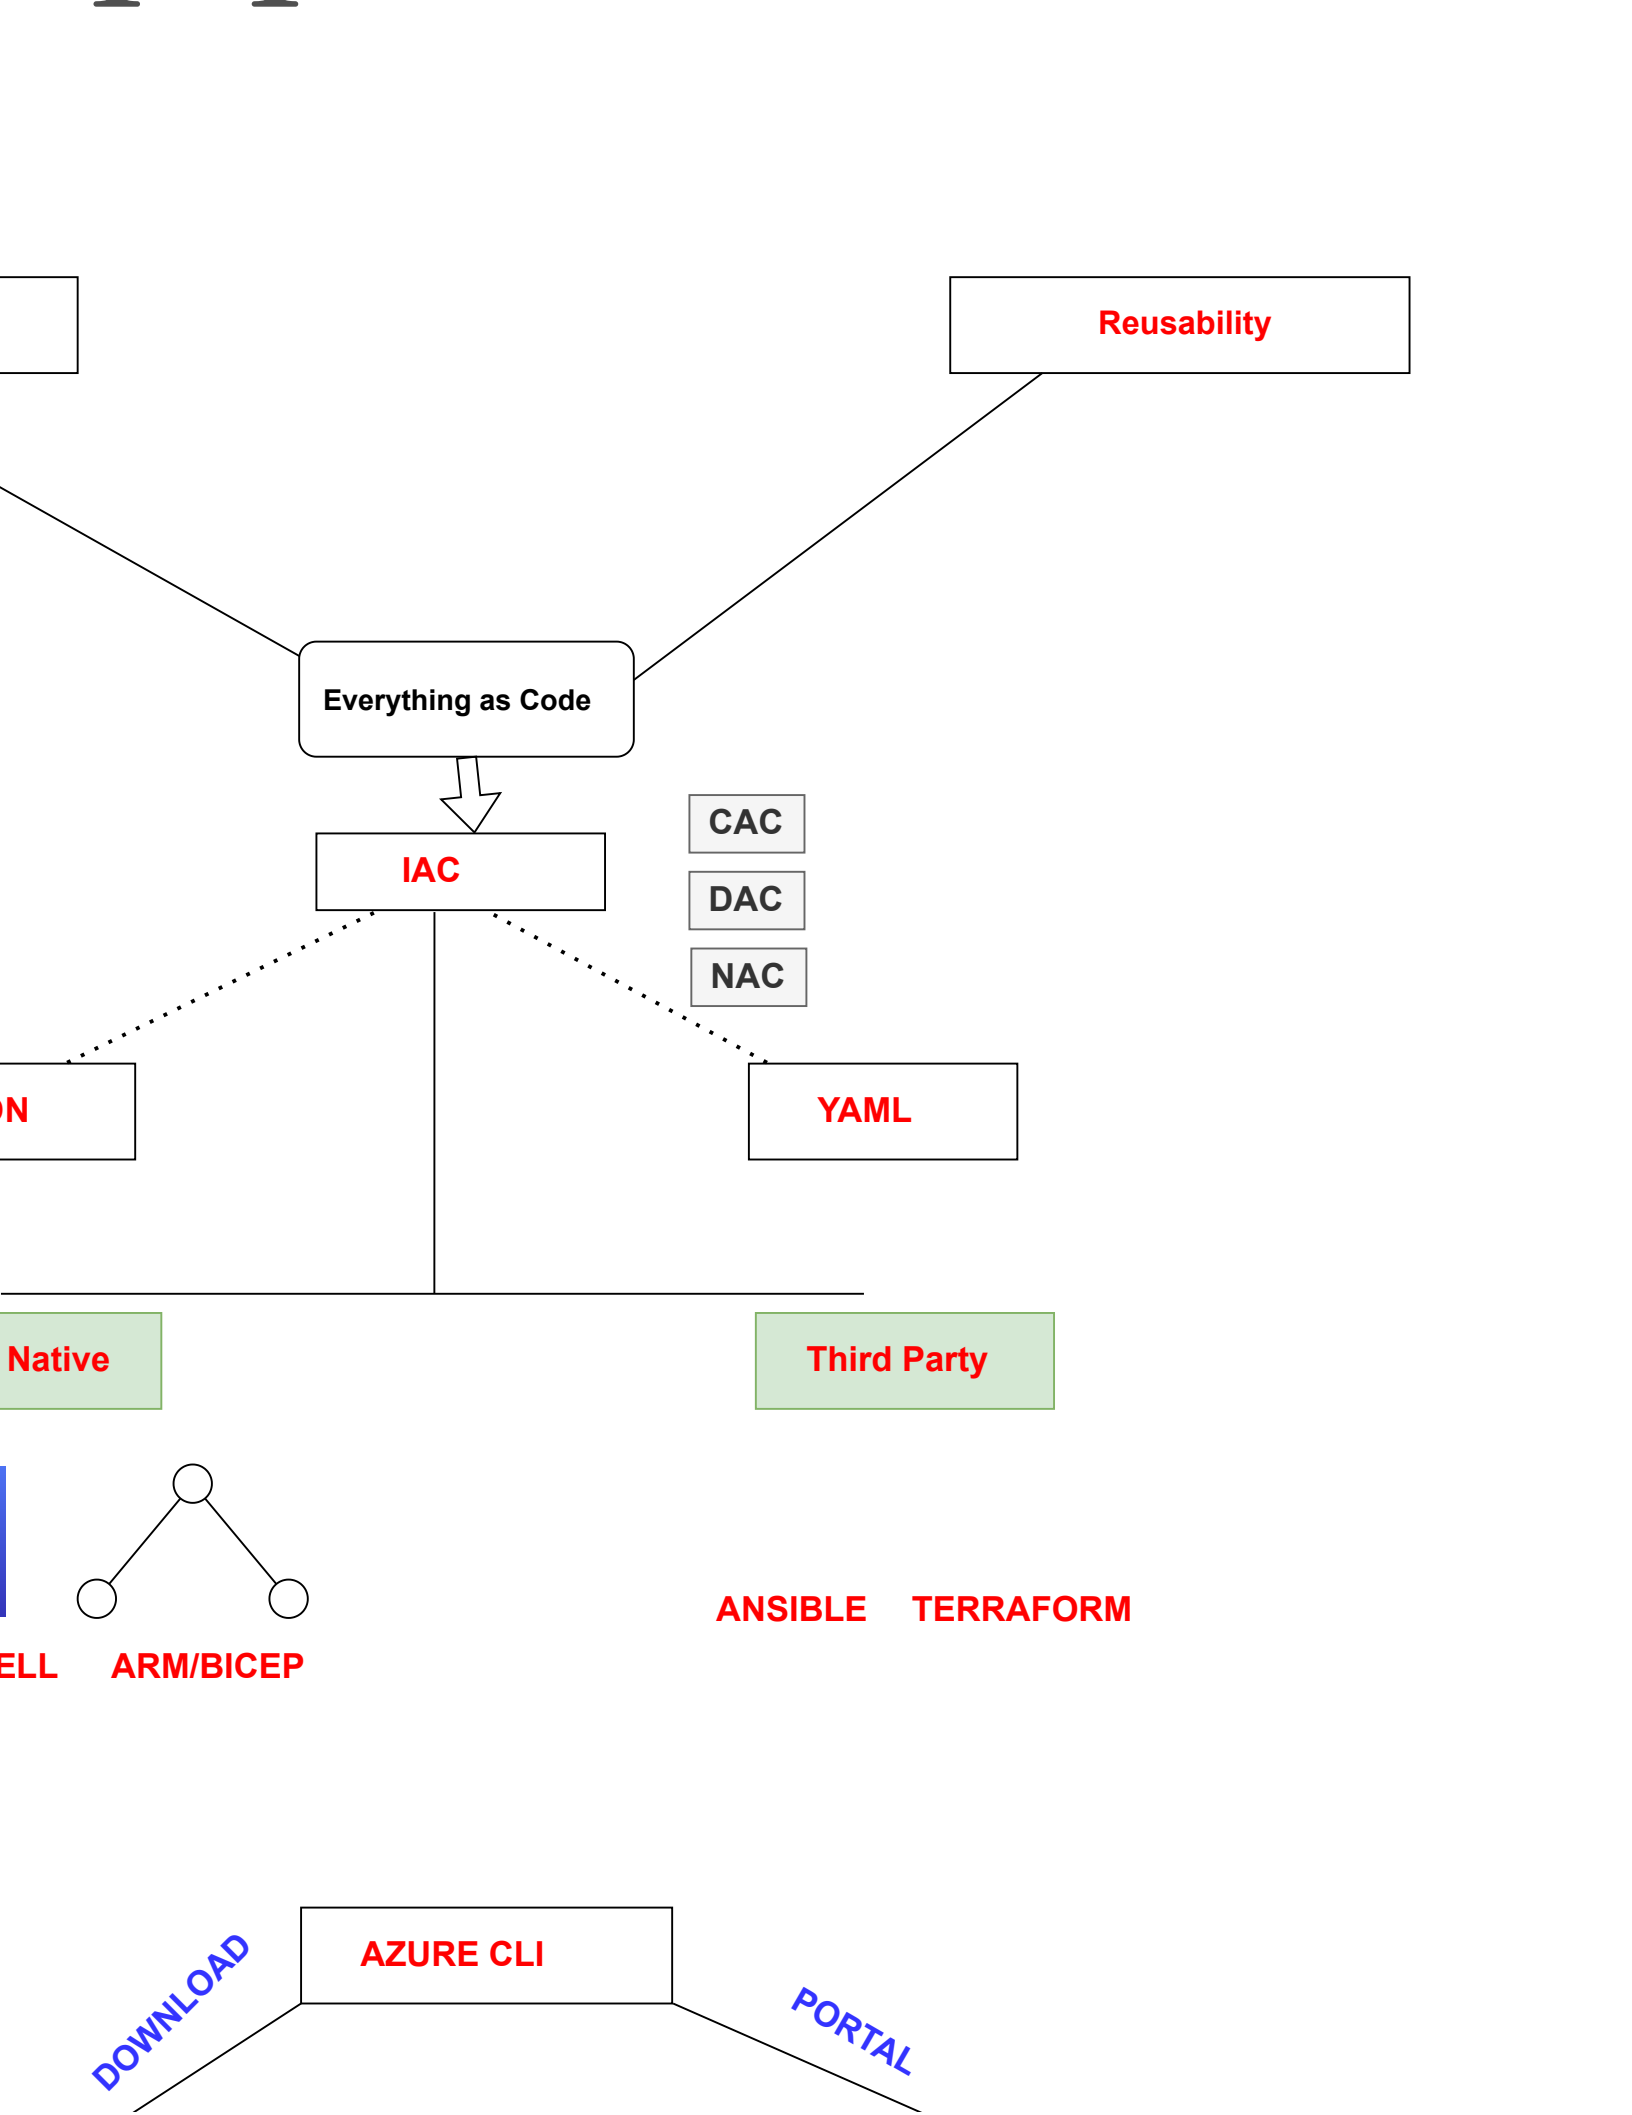 Reusability
Everything as Code
CAC
IAC
DAC
NAC
YAML
Native
Third Party
ANSIBLE TERRAFORM
ARM/BICEP
AZURE CLI
DOWNLOAD
PORTAL